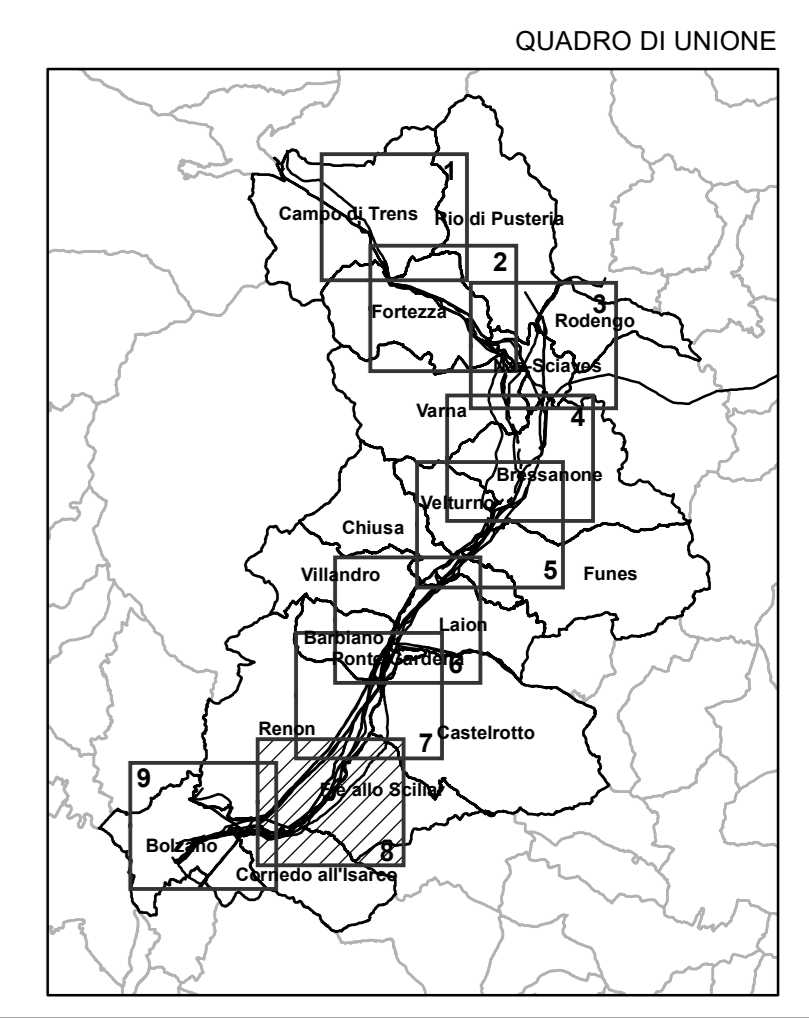 QUADRO DI UNIONE
1
Campo di Trens
Rio di Pusteria
2
3
Fortezza
Rodengo
Naz-Sciaves
Varna
4
Bressanone
Velturno
Chiusa
5
Villandro
Funes
Laion
Barbiano
Ponte Gardena
6
Renon
7
Castelrotto
9
Fiè allo Sciliar
Bolzano
8
Cornedo all'Isarco